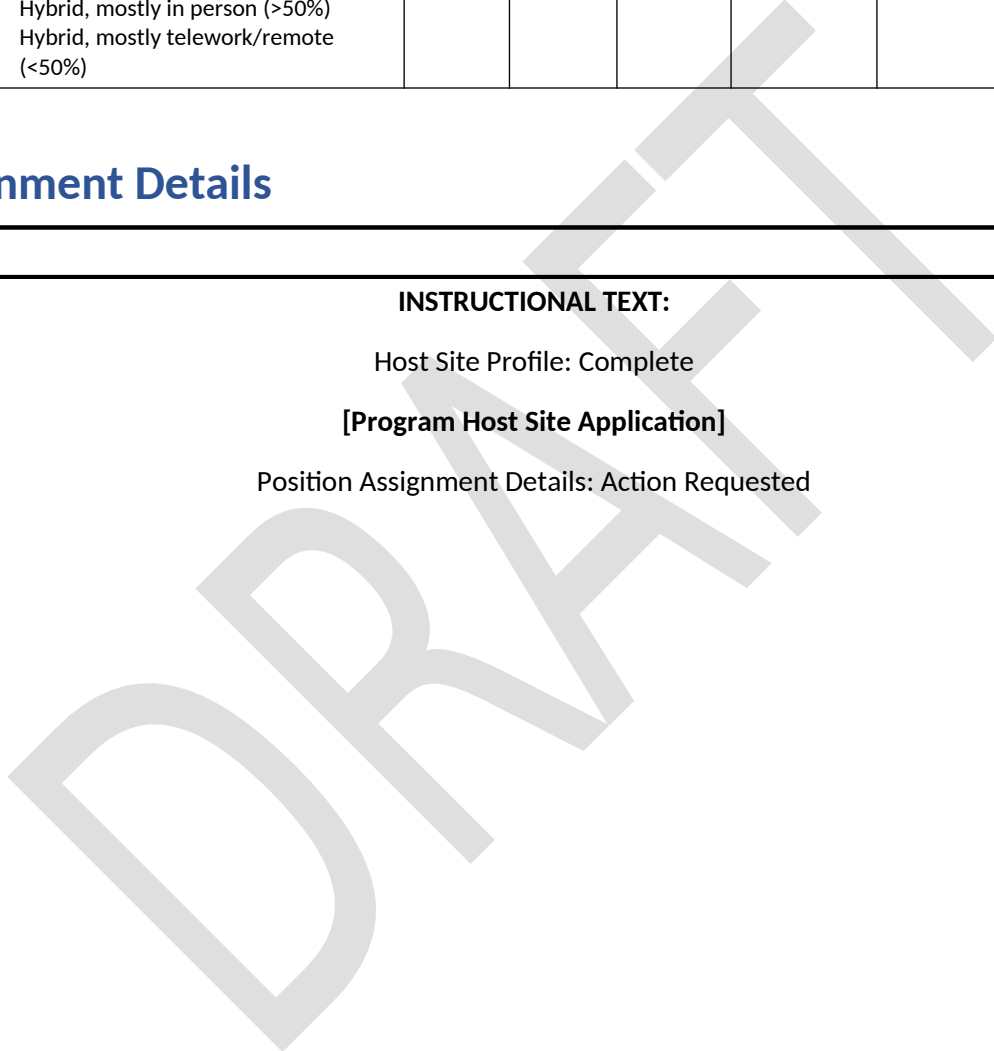 Hybrid, mostly in person (>50%)
Hybrid, mostly telework/remote
(<50%)
nment Details
INSTRUCTIONAL TEXT:
Host Site Profile: Complete
[Program Host Site Application]
Position Assignment Details: Action Requested
DRAFT